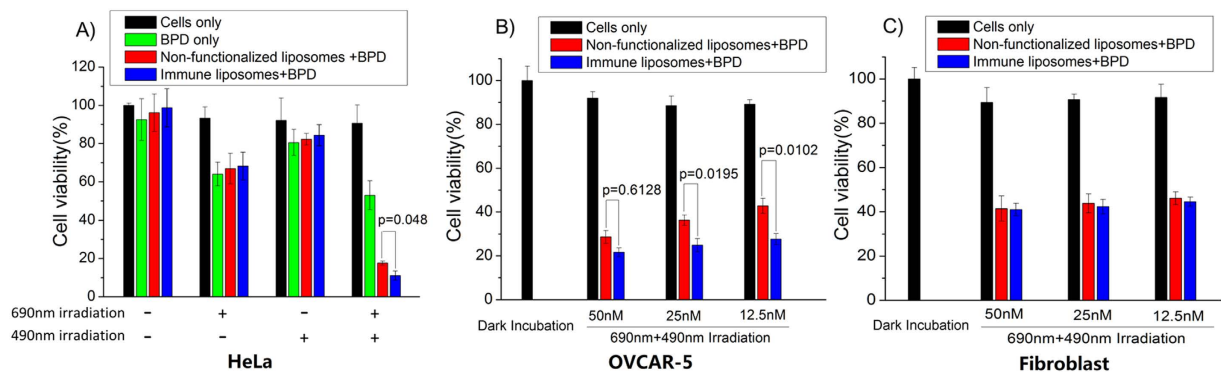 A)
Cells only
BPD only
Non-functionalized liposomes +BPD
Immune liposomes+BPD
Cell viability(%)
120
100
80
60
40
20
0
p=0.048
690nm irradiation - + - +
490nm irradiation - - + +
HeLa
B)
Cells only
Non-functionalized liposomes+BPD
Immune liposomes+BPD
Cell viability(%)
100
80
60
40
20
0
p=0.6128
p=0.0195
p=0.0102
Dark Incubation
50nM 25nM 12.5nM
690nm+490nm Irradiation
OVCAR-5
C)
Cells only
Non-functionalized liposomes+BPD
Immune liposomes+BPD
Cell viability(%)
100
80
60
40
20
0
Dark Incubation
50nM 25nM 12.5nM
690nm+490nm Irradiation
Fibroblast